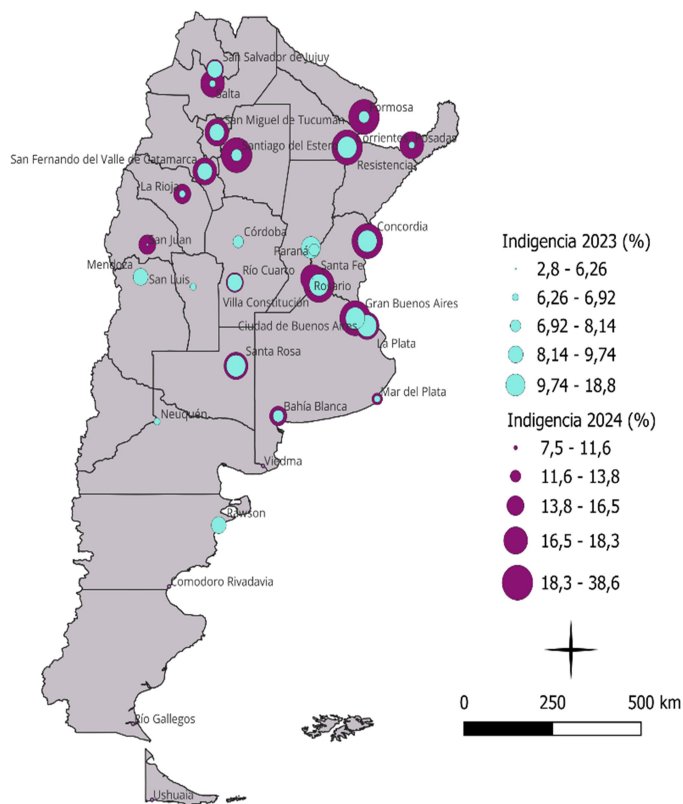 San Salvador de Jujuy
Salta
Formosa
San Miguel de Tucumán
Santiago del Ester
Corrientes
Posadas
San Fernando del Valle de Catamarca
Resistencia
La Rioja
Concordia
Córdoba
San Juan
Paraná
Mendoza
Santa Fe
San Luis
Río Cuarto
Rosario
Villa Constitución
Gran Buenos Aires
Ciudad de Buenos Aires
La Plata
Santa Rosa
Mar del Plata
Bahía Blanca
Neuquén
Viedma
Rawson
Comodoro Rivadavia
Río Gallegos
Ushuaia
Indigencia 2023 (%)
2,8 - 6,26
6,26 - 6,92
6,92 - 8,14
8,14 - 9,74
9,74 - 18,8
Indigencia 2024 (%)
7,5 - 11,6
11,6 - 13,8
13,8 - 16,5
16,5 - 18,3
18,3 - 38,6
0 250 500 km